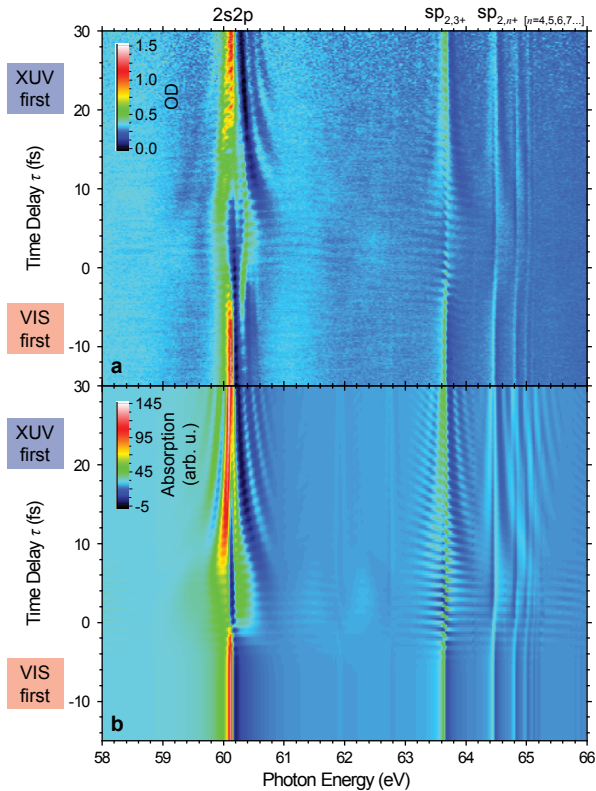 2s2p sp2,3+ sp2,n+ [n=4,5,6,7...]
30
XUV
first
1.5
1.0
0.5
0.0
OD
20
Time Delay τ (fs)
10
0
VIS
first
-10
a
30
XUV
first
145
95
45
-5
Absorption
(arb. u.)
20
Time Delay τ (fs)
10
0
VIS
first
-10
b
58 59 60 61 62 63 64 65 66
Photon Energy (eV)